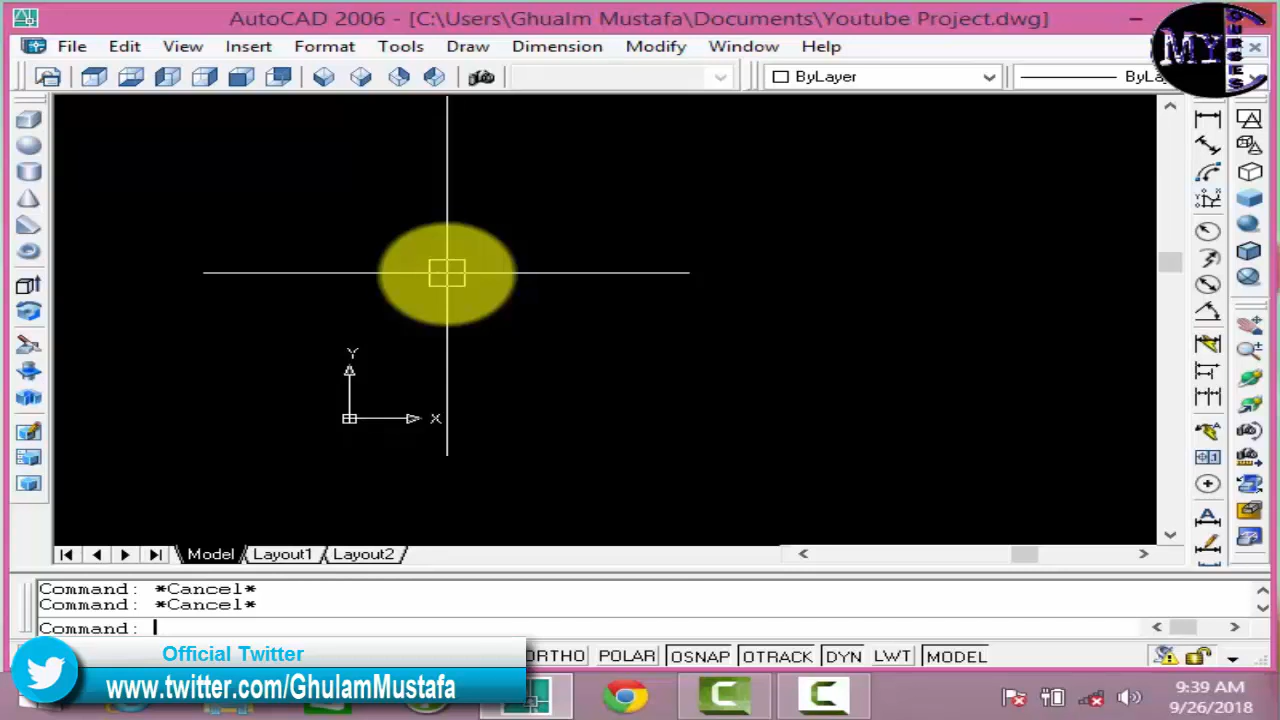 AutoCAD 2006 - [C:\Users\Ghualm Mustafa\Documents\Youtube Project.dwg]
File Edit View Insert Format Tools Draw Dimension Modify Window Help
MY
ByLayer
Y
X
Model Layout1 Layout2
Command: *Cancel*
Command: *Cancel*
Command:
ORTHO POLAR OSNAP OTRACK DYN LWT MODEL
Official Twitter
www.twitter.com/GhulamMustafa
9:39 AM
9/26/2018